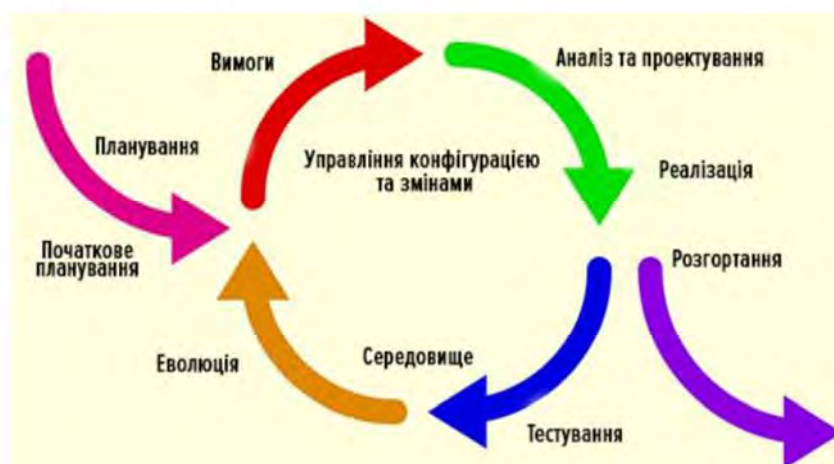 Вимоги
Аналіз та проектування
Планування
Управління конфігурацією
та змінами
Реалізація
Початкове
планування
Розгортання
Еволюція
Середовище
Тестування